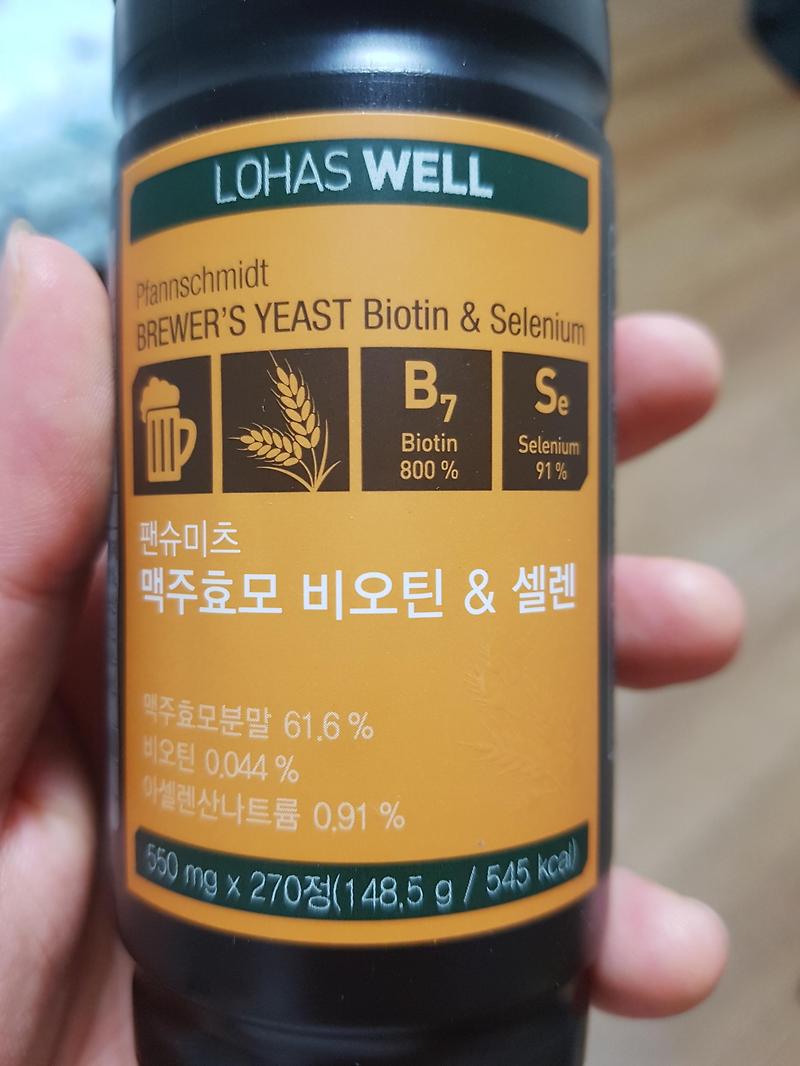 LOHAS WELL
Pfannschmidt
BREWER'S YEAST Biotin & Selenium
B7
Biotin
800 %
Se
Selenium
91 %
팬슈미츠
맥주효모 비오틴 & 셀렌
맥주효모분말 61.6 %
비오틴 0.044 %
아셀렌산나트륨 0.91 %
550 mg x 270정(148.5 g / 545 kcal)